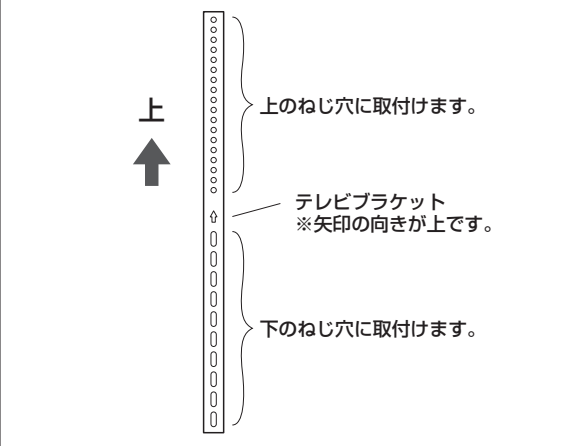 上
上のねじ穴に取付けます。
テレビブラケット
※矢印の向きが上です。
下のねじ穴に取付けます。